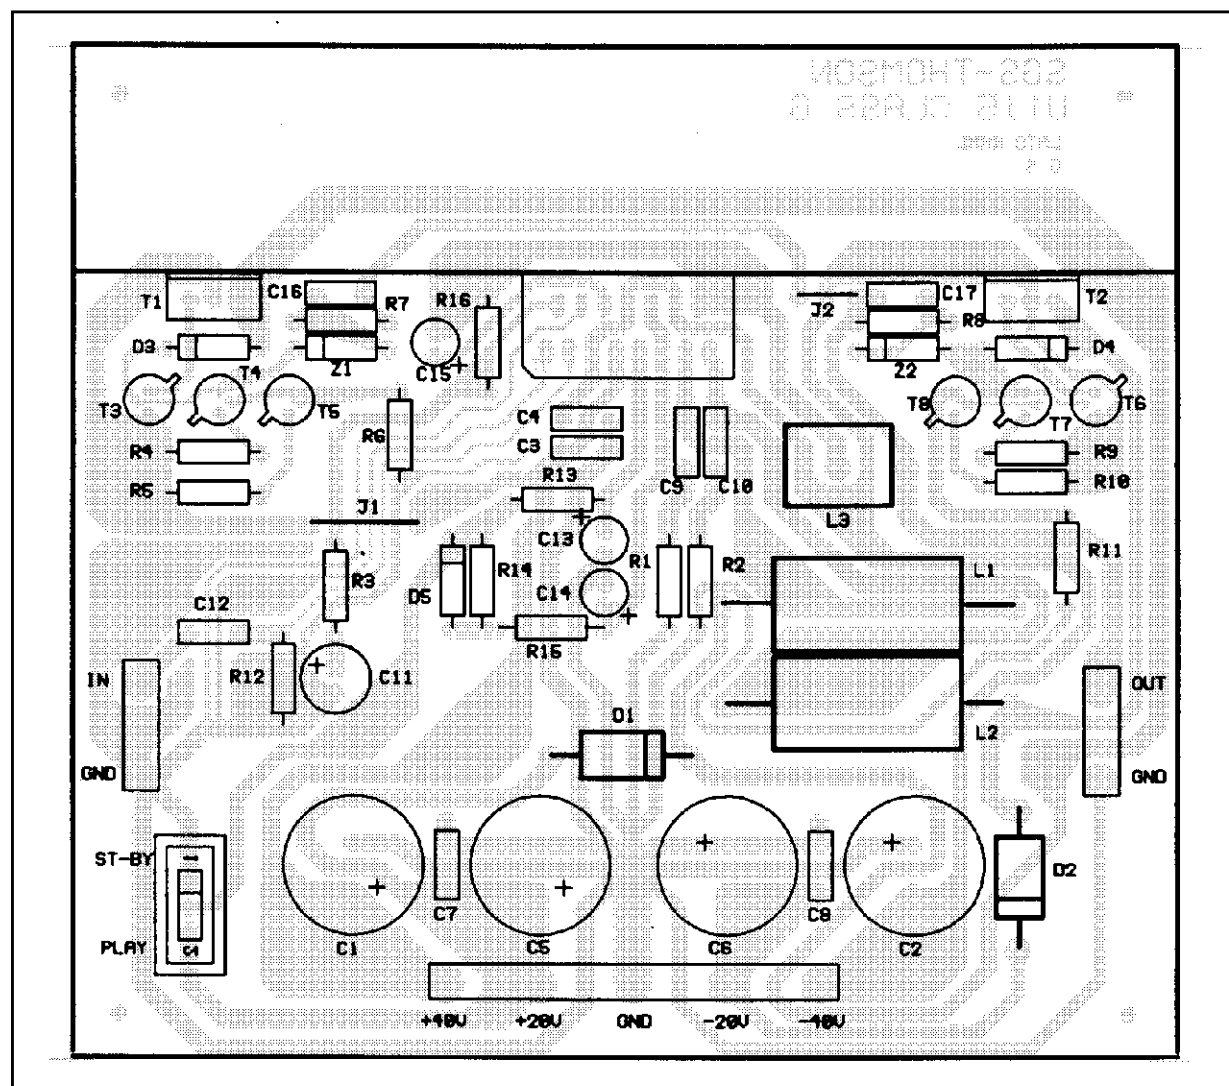 SGS-THOMSON
C16
R7
R16
T1
J2
C17
R8
T2
D3
Z1
C15
Z2
D4
T4
T3
T5
T8
T7
T6
C4
C3
R4
R6
R9
R5
R13
C9
C10
R10
J1
L3
C13
R1
R2
R11
R3
R14
D5
C14
L1
C12
R15
R12
C11
IN
OUT
D1
L2
GND
GND
ST-BY
D2
C7
C8
PLAY
C1
C5
C6
C2
+40V +20V GND -20V -40V